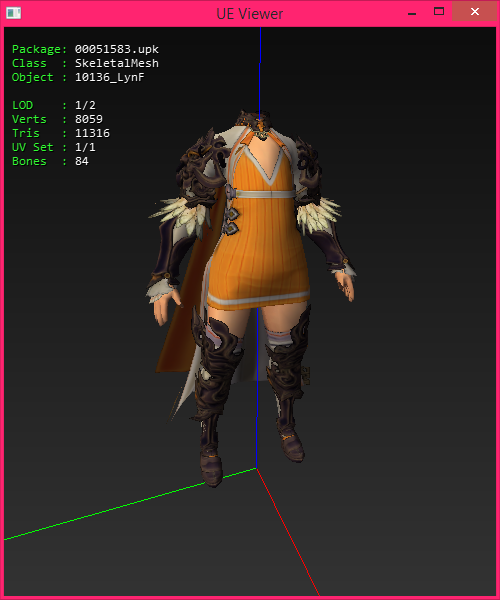 UE Viewer
Package: 00051583.upk
Class  : SkeletalMesh
Object : 10136_LynF
LOD    : 1/2
Verts  : 8059
Tris   : 11316
UV Set : 1/1
Bones  : 84